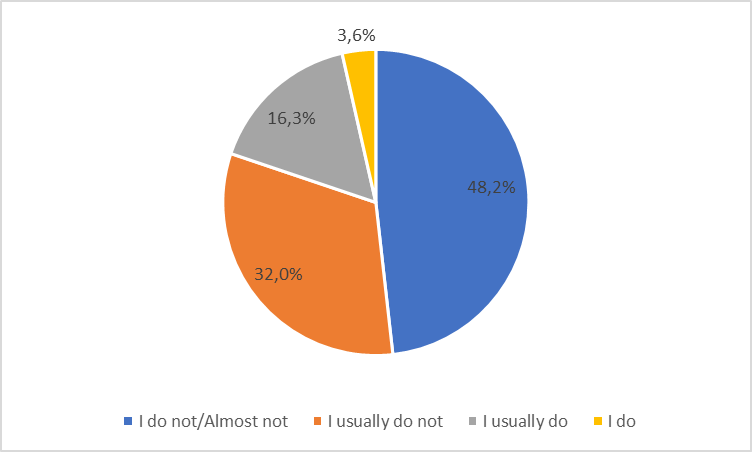 3,6%
16,3%
48,2%
32,0%
I do not/Almost not I usually do not I usually do I do